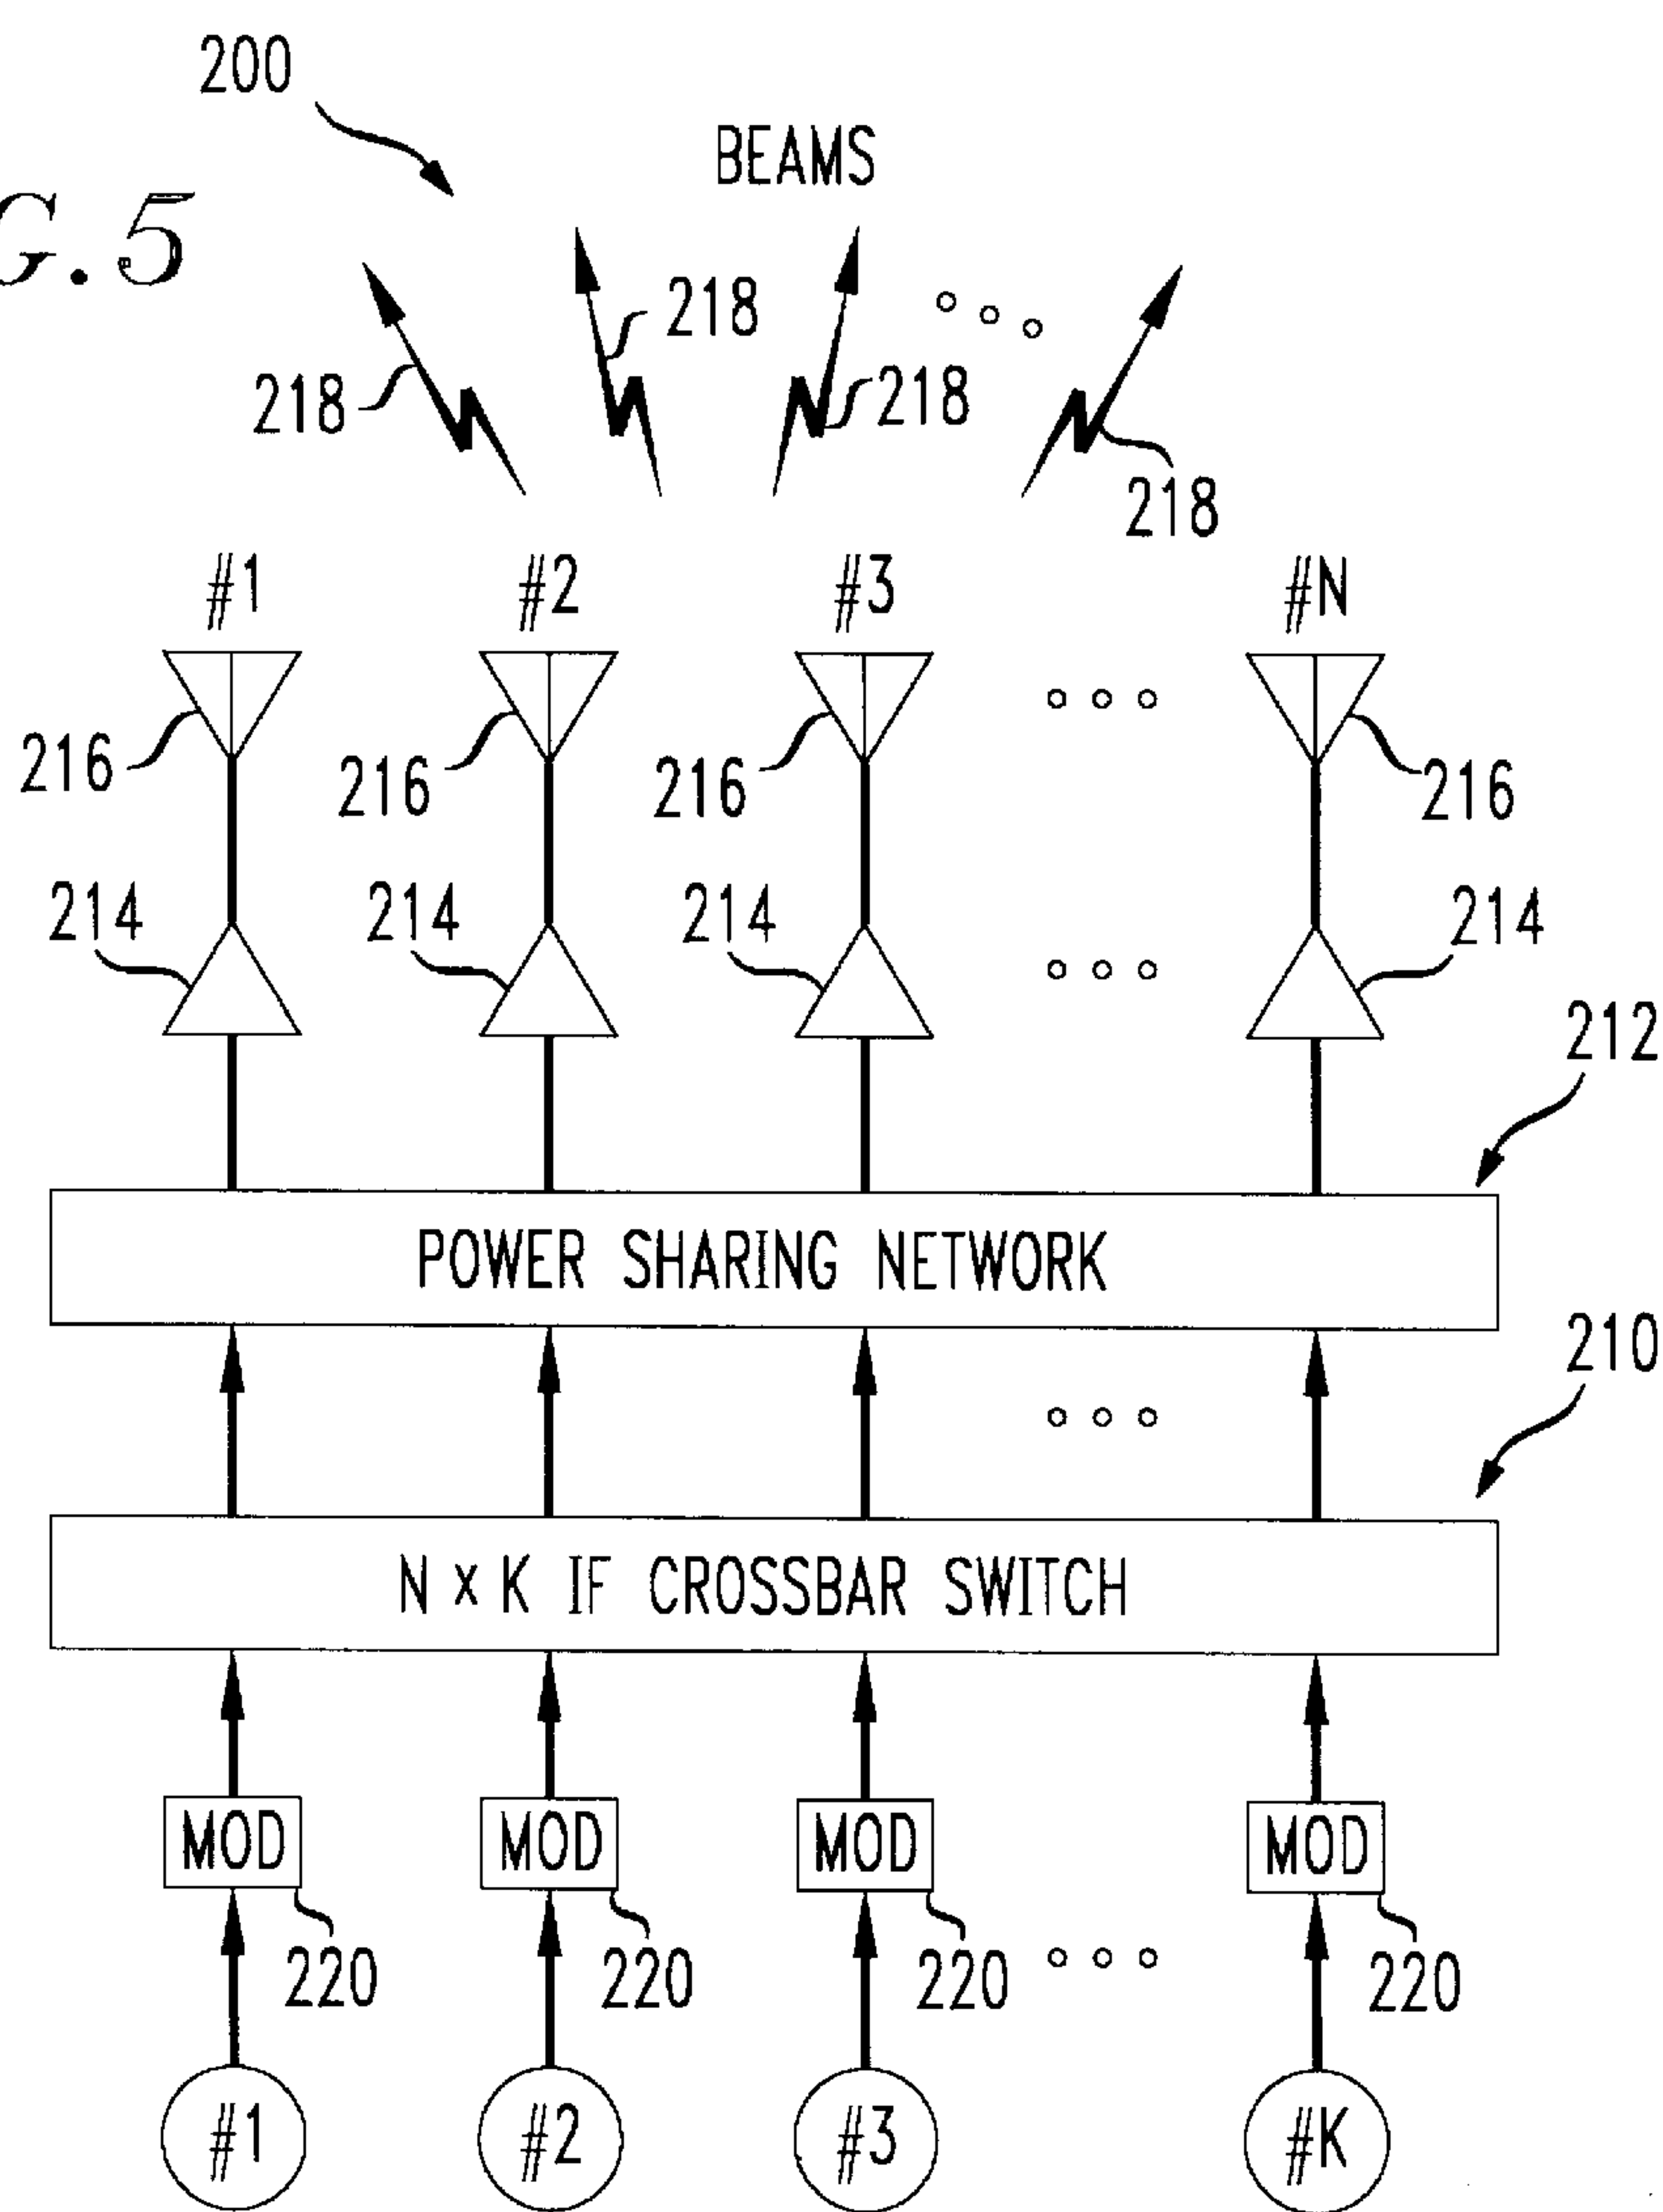 200
BEAMS
G. 5
218
218
218
218
#1 #2 #3 #N
216 216 216 216
214 214 214 214
212
POWER SHARING NETWORK
210
N x K IF CROSSBAR SWITCH
MOD MOD MOD MOD
220 220 220 220
#1 #2 #3 #K